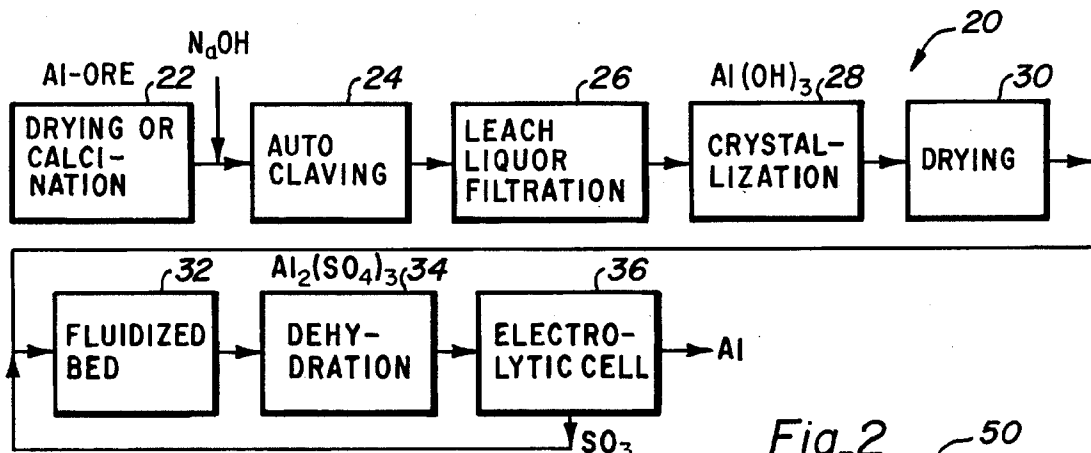 20
NaOH
Al-ORE 22 24 26 Al(OH)3 28 30
DRYING OR
CALCI-
NATION
AUTO
CLAVING
LEACH
LIQUOR
FILTRATION
CRYSTAL-
LIZATION
DRYING
32 Al2(SO4)3 34 36
FLUIDIZED
BED
DEHY-
DRATION
ELECTRO-
LYTIC CELL
Al
SO3
Fig_2
50